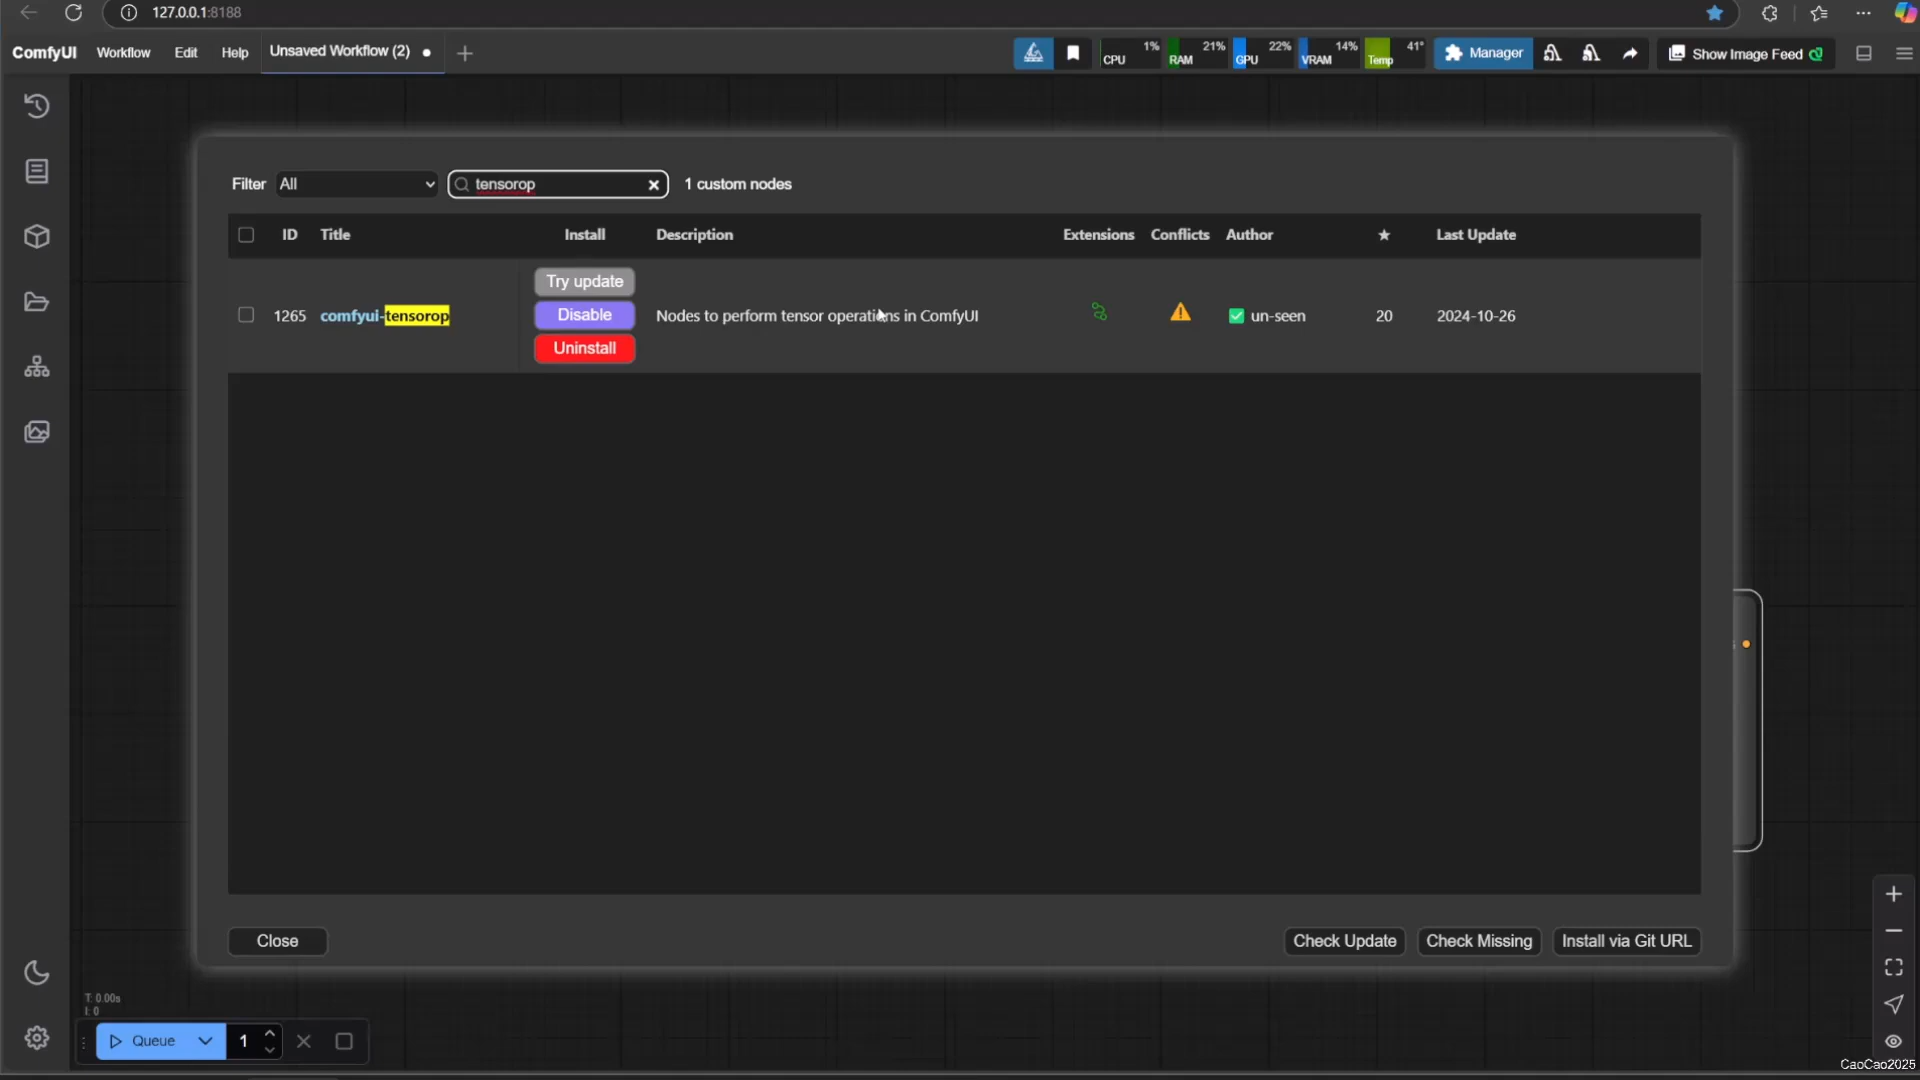 127.0.0.1:8188
ComfyUI Workflow Edit Help Unsaved Workflow (2)
CPU 1% RAM 21% GPU 22% VRAM 14% Temp 41° Manager Show Image Feed
Filter All tensorop 1 custom nodes
ID Title Install Description Extensions Conflicts Author Last Update
Try update
1265 comfyui-tensorop Disable Nodes to perform tensor operations in ComfyUI un-seen 20 2024-10-26
Uninstall
Close Check Update Check Missing Install via Git URL
T: 0.00s
I: 0
Queue 1
CaoCao2025